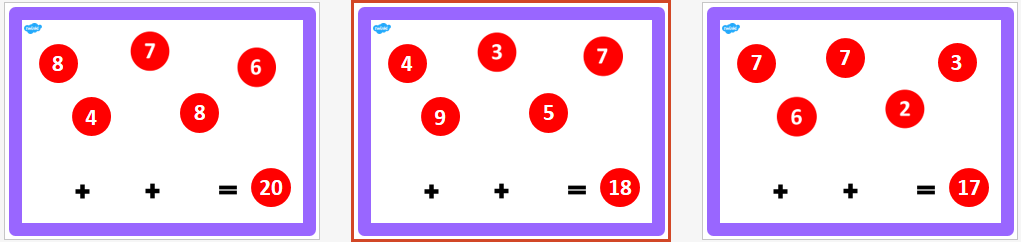 8 7 6
4 8
+ + = 20
4 3 7
9 5
+ + = 18
7 7 3
6 2
+ + = 17